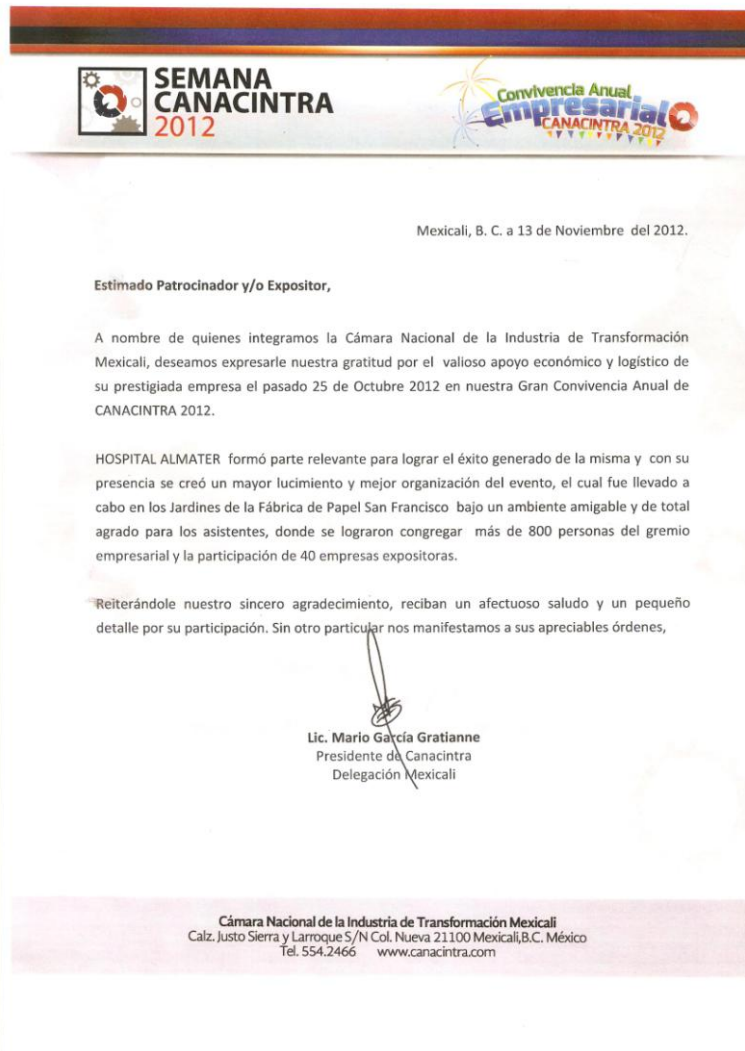 SEMANA
CANACINTRA
2012
Convivencia Anual
Empresarial
CANACINTRA 2012
Mexicali, B. C. a 13 de Noviembre del 2012.
Estimado Patrocinador y/o Expositor,
A nombre de quienes integramos la Cámara Nacional de la Industria de Transformación
Mexicali, deseamos expresarle nuestra gratitud por el valioso apoyo económico y logístico de
su prestigiada empresa el pasado 25 de Octubre 2012 en nuestra Gran Convivencia Anual de
CANACINTRA 2012.
HOSPITAL ALMATER formó parte relevante para lograr el éxito generado de la misma y con su
presencia se creó un mayor lucimiento y mejor organización del evento, el cual fue llevado a
cabo en los Jardines de la Fábrica de Papel San Francisco bajo un ambiente amigable y de total
agrado para los asistentes, donde se lograron congregar más de 800 personas del gremio
empresarial y la participación de 40 empresas expositoras.
Reiterándole nuestro sincero agradecimiento, reciban un afectuoso saludo y un pequeño
detalle por su participación. Sin otro particular nos manifestamos a sus apreciables órdenes,
Lic. Mario García Gratianne
Presidente de Canacintra
Delegación Mexicali
Cámara Nacional de la Industria de Transformación Mexicali
Calz. Justo Sierra y Larroque S/N Col. Nueva 21100 Mexicali,B.C. México
Tel. 554.2466 www.canacintra.com